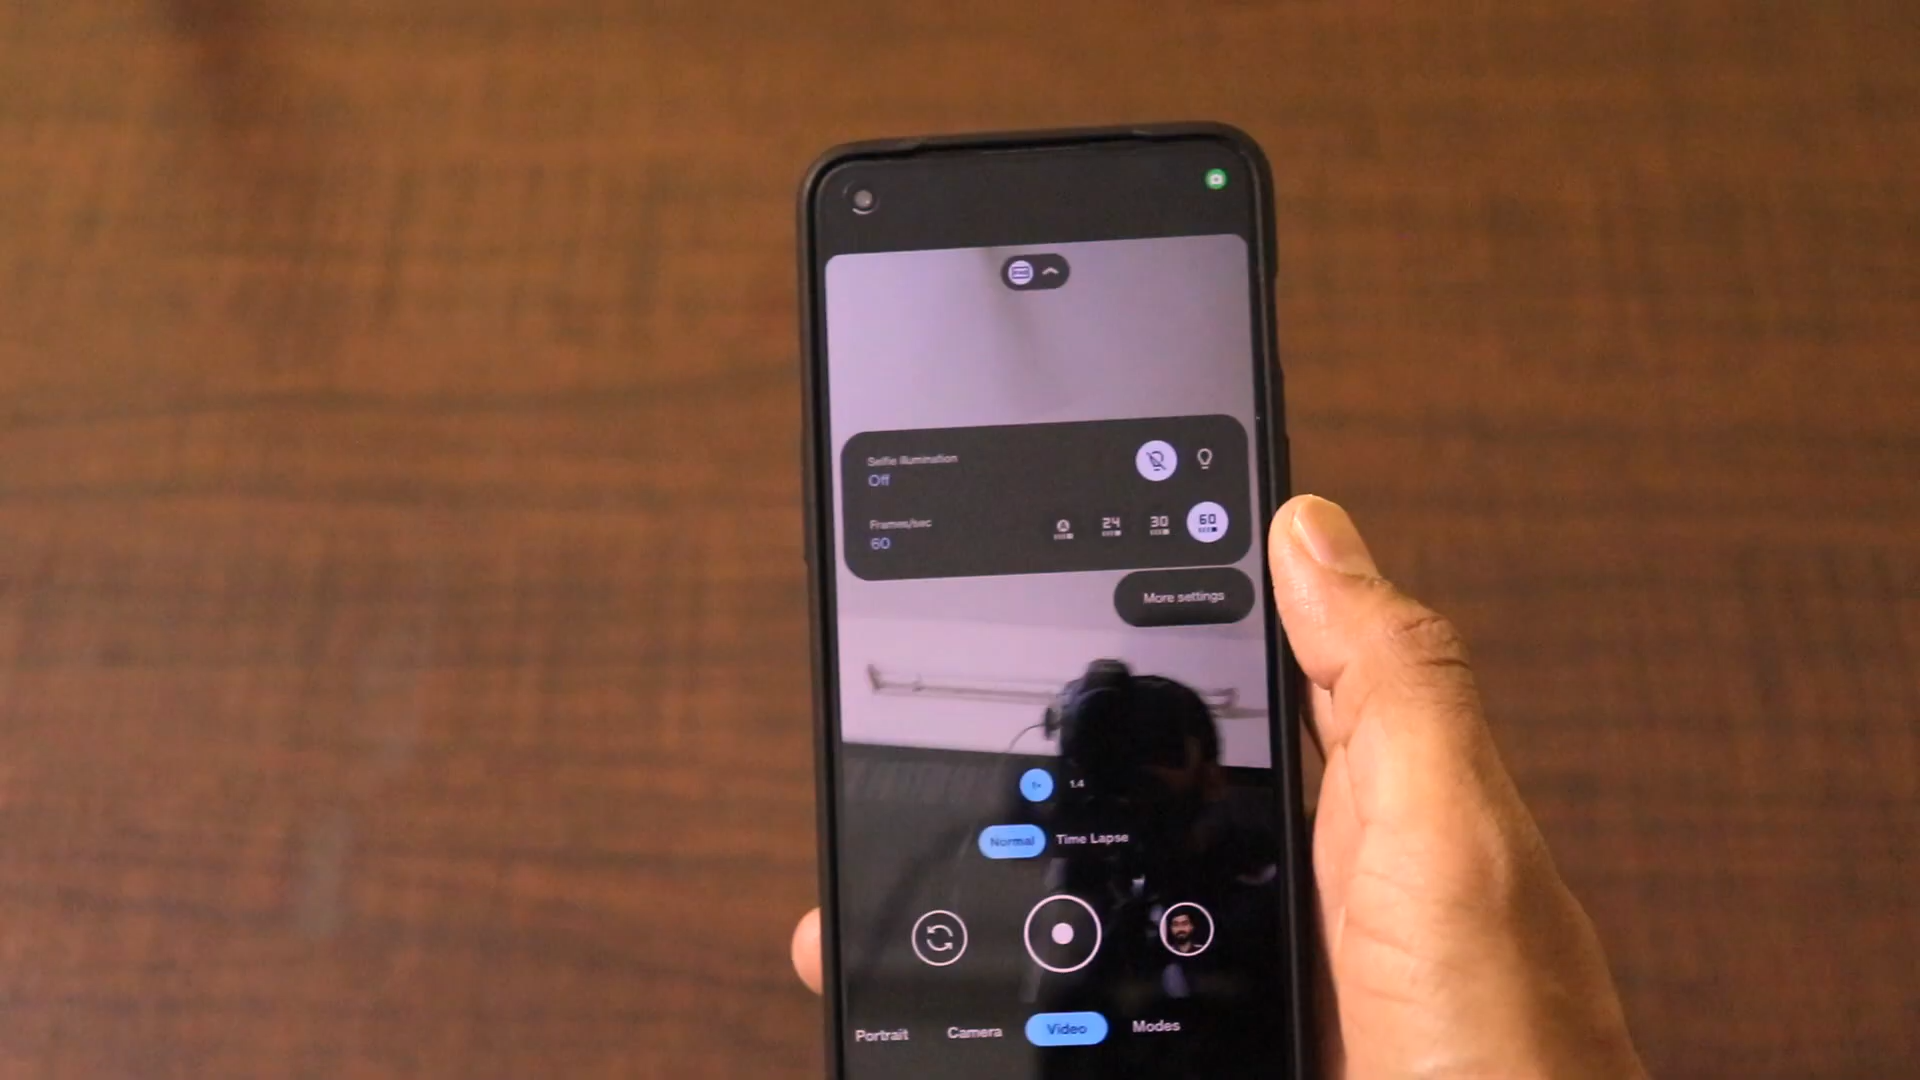 Selfie illumination
Off
Frames/sec
60
24
30
60
More settings
1.4
Normal
Time Lapse
Portrait
Camera
Video
Modes